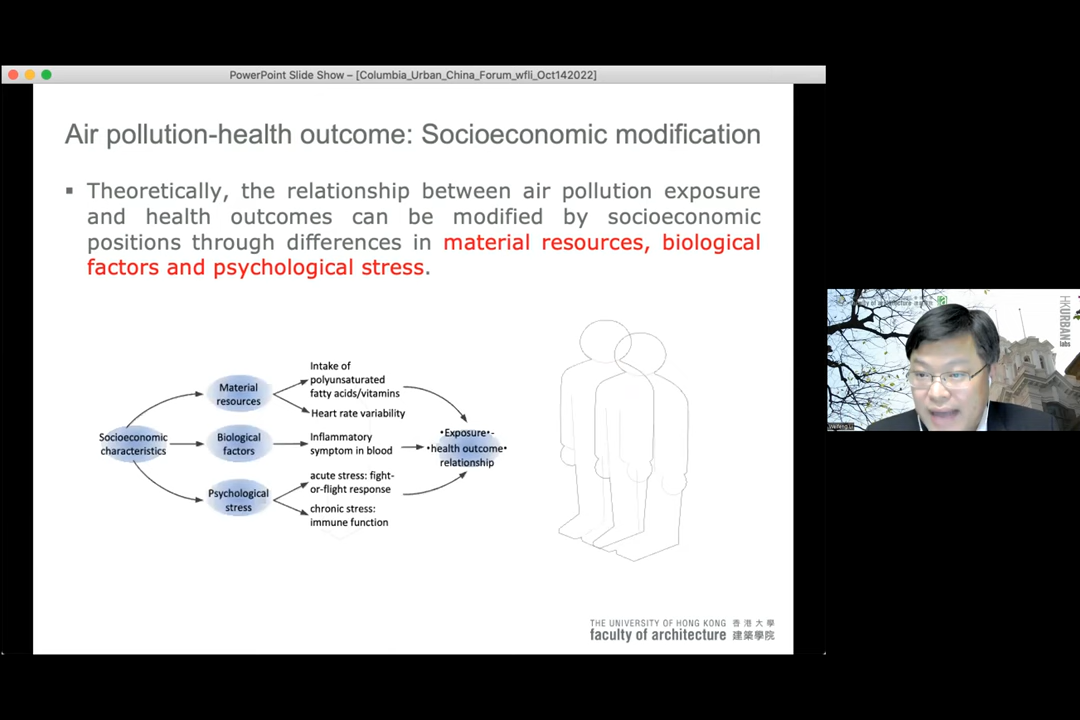 PowerPoint Slide Show – [Columbia_Urban_China_Forum_wfli_Oct142022]
Air pollution-health outcome: Socioeconomic modification
▪ Theoretically, the relationship between air pollution exposure
and health outcomes can be modified by socioeconomic
positions through differences in material resources, biological
factors and psychological stress.
Socioeconomic
characteristics
Material
resources
Intake of
polyunsaturated
fatty acids/vitamins
Heart rate variability
Biological
factors
Inflammatory
symptom in blood
Psychological
stress
acute stress: fight-
or-flight response
chronic stress:
immune function
•Exposure•-
•health outcome•
relationship
THE UNIVERSITY OF HONG KONG 香港大學
faculty of architecture 建築學院
HKURBAN
Weifeng Li